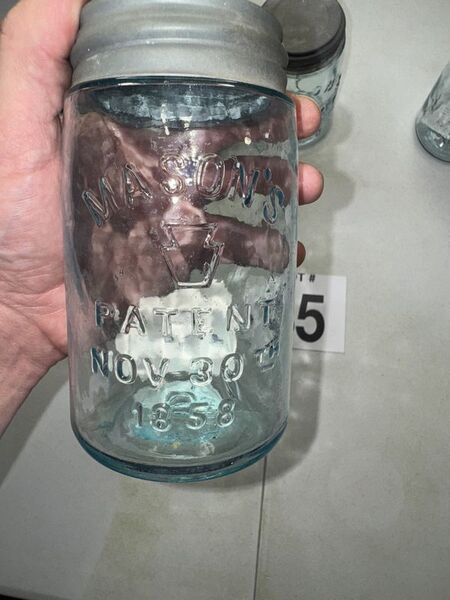 MASON'S
PATENT
NOV 30TH
1858
T#
5